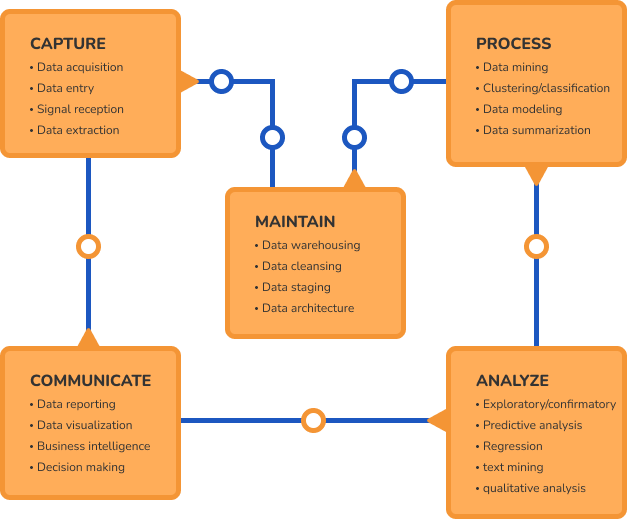 CAPTURE
• Data acquisition
• Data entry
• Signal reception
• Data extraction
PROCESS
• Data mining
• Clustering/classification
• Data modeling
• Data summarization
MAINTAIN
• Data warehousing
• Data cleansing
• Data staging
• Data architecture
COMMUNICATE
• Data reporting
• Data visualization
• Business intelligence
• Decision making
ANALYZE
• Exploratory/confirmatory
• Predictive analysis
• Regression
• text mining
• qualitative analysis